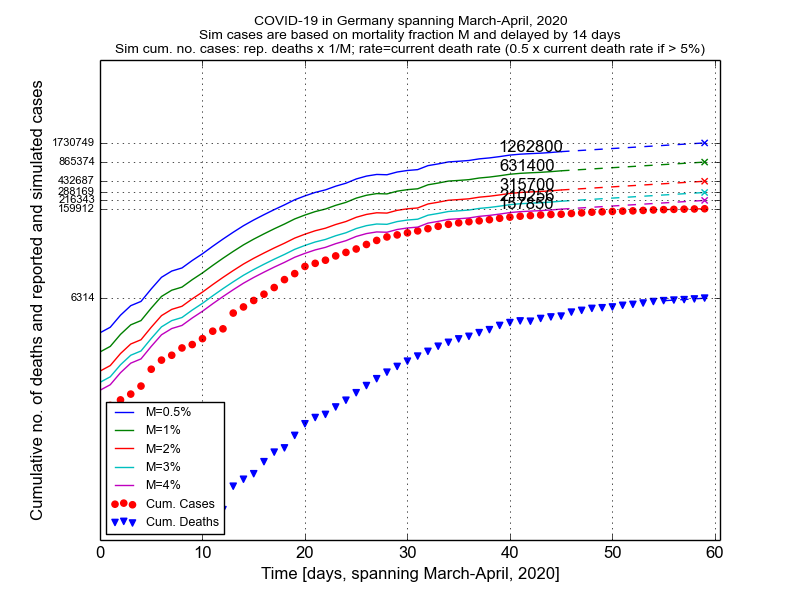 COVID-19 in Germany spanning March-April, 2020
Sim cases are based on mortality fraction M and delayed by 14 days
Sim cum. no. cases: rep. deaths x 1/M; rate=current death rate (0.5 x current death rate if > 5%)
Cumulative no. of deaths and reported and simulated cases
1730749
865374
432687
288169
216343
159912
6314
1262800
631400
315700
210256
157850
M=0.5%
M=1%
M=2%
M=3%
M=4%
Cum. Cases
Cum. Deaths
0 10 20 30 40 50 60
Time [days, spanning March-April, 2020]